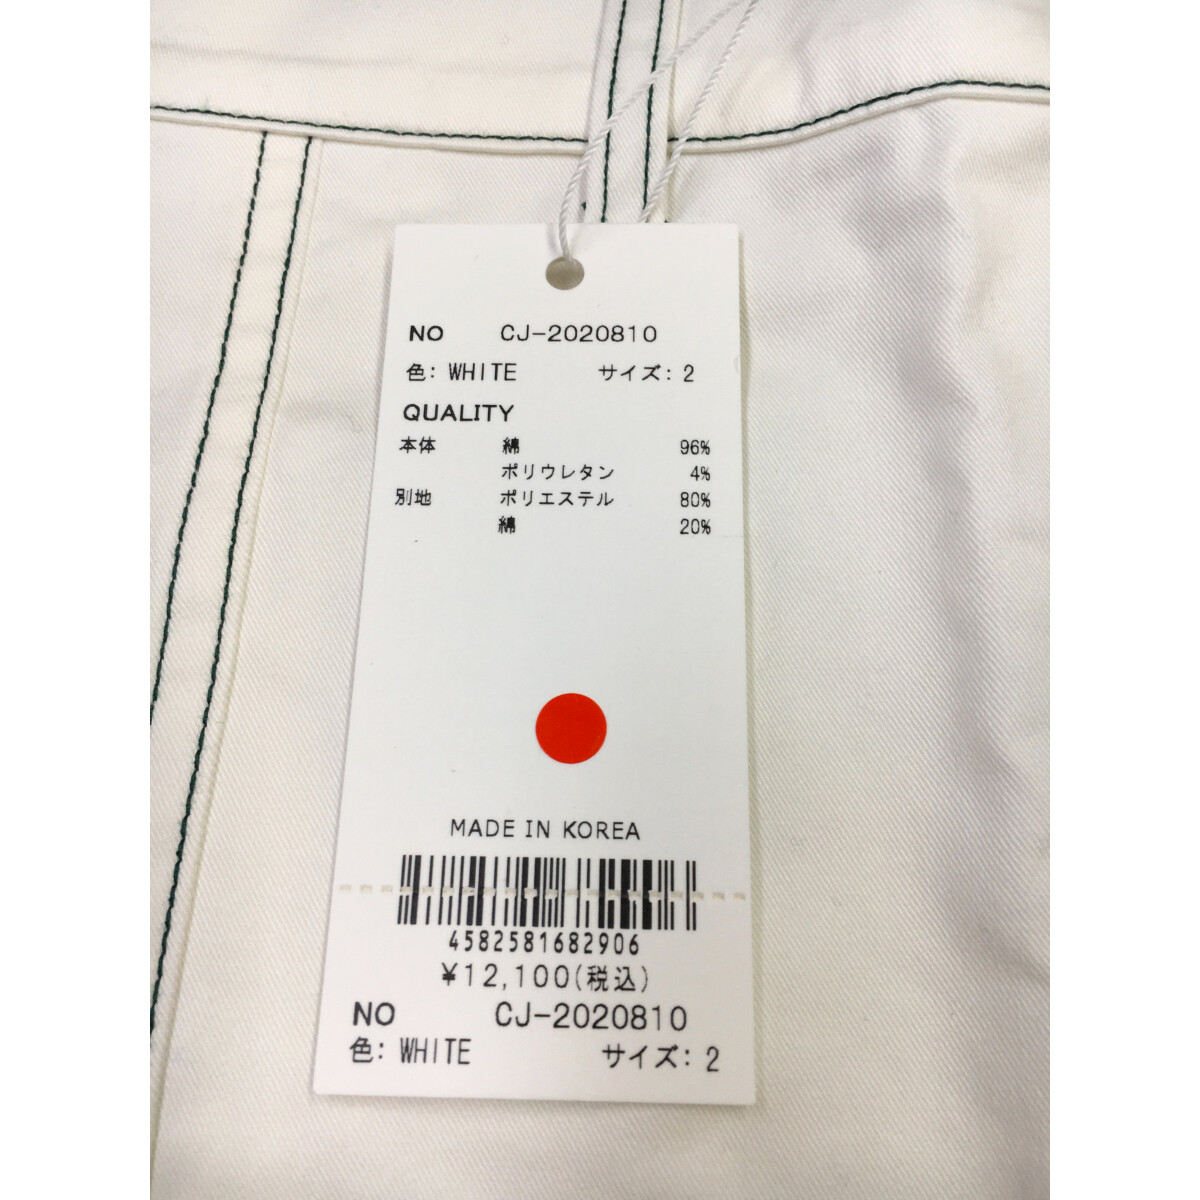 NO CJ-2020810
色: WHITE サイズ: 2
QUALITY
本体 綿 96%
ポリウレタン 4%
別地 ポリエステル 80%
綿 20%
MADE IN KOREA
4582581682906
¥12,100(税込)
NO CJ-2020810
色: WHITE サイズ: 2